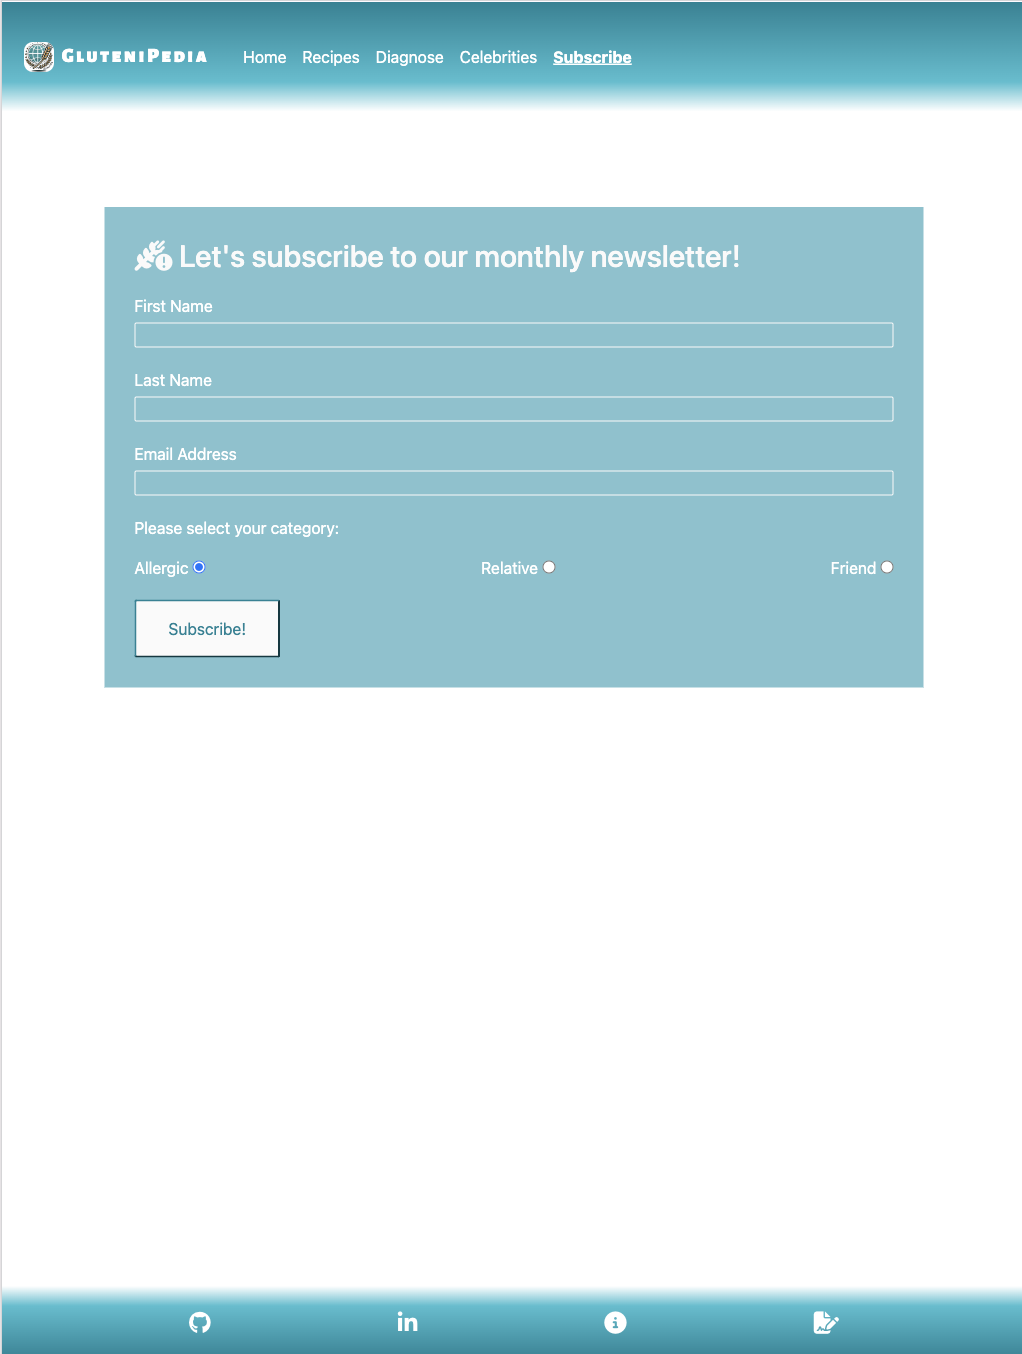 GluteniPedia Home Recipes Diagnose Celebrities Subscribe
Let's subscribe to our monthly newsletter!
First Name
Last Name
Email Address
Please select your category:
Allergic Relative Friend
Subscribe!